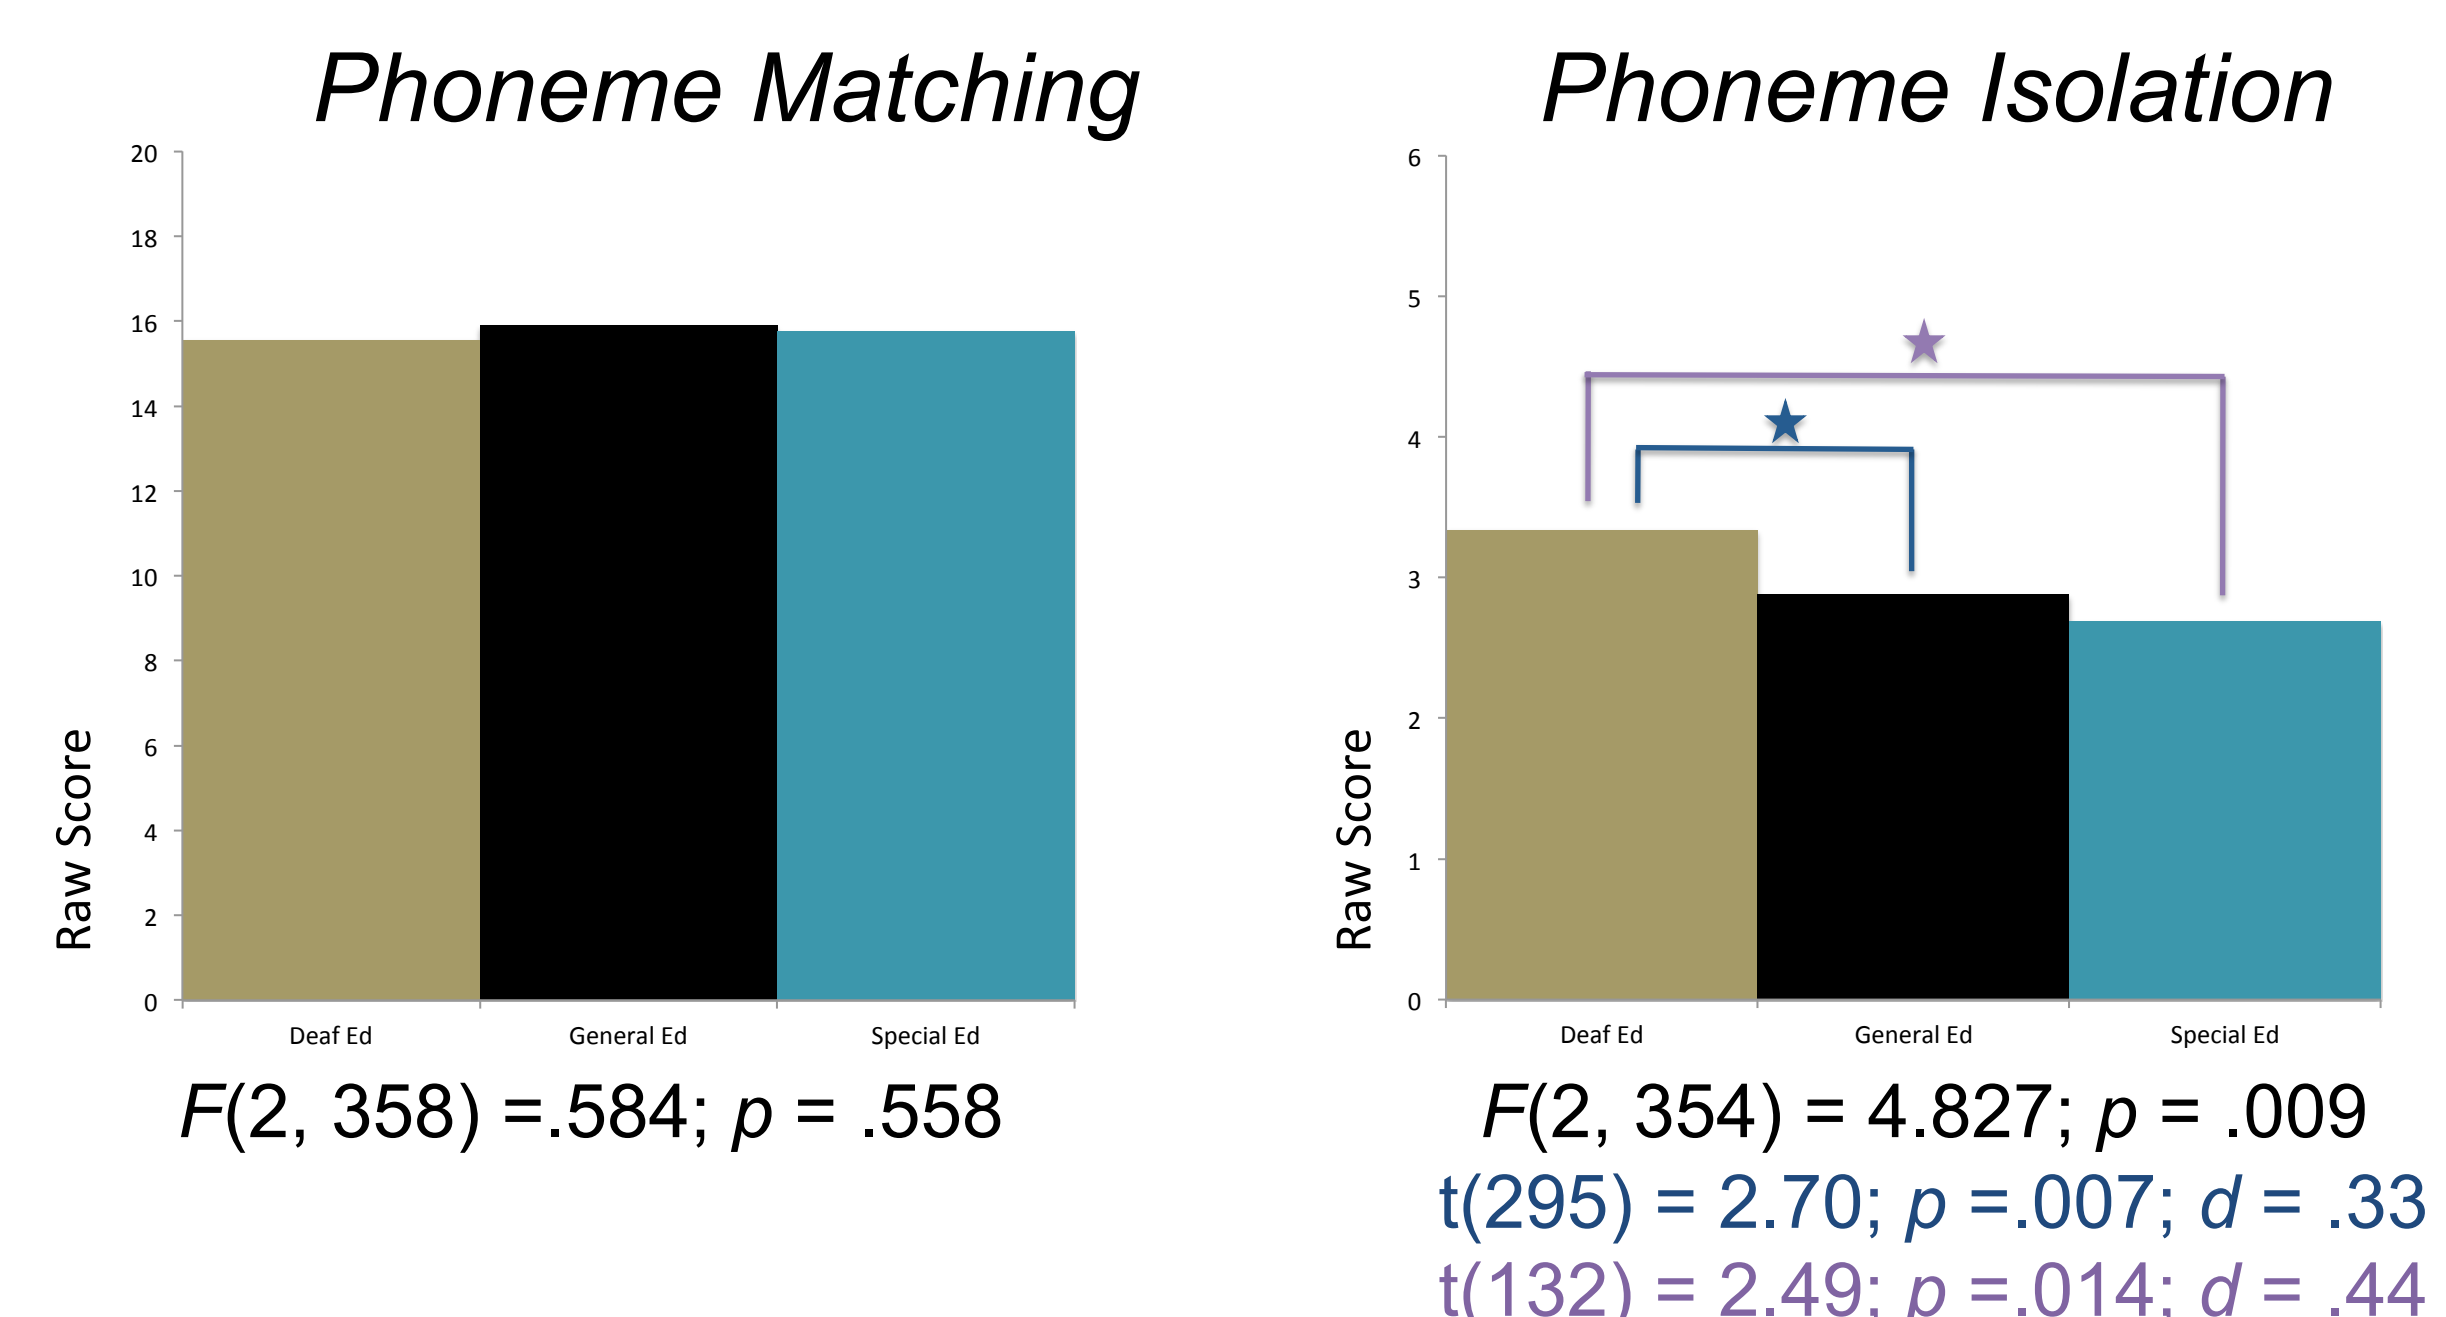 Phoneme Matching
20
18
16
14
12
10
8
6
4
2
0
Raw Score
Deaf Ed General Ed Special Ed
F(2, 358) =.584; p = .558
Phoneme Isolation
6
5
4
3
2
1
0
Raw Score
Deaf Ed General Ed Special Ed
F(2, 354) = 4.827; p = .009
t(295) = 2.70; p =.007; d = .33
t(132) = 2.49; p =.014; d = .44